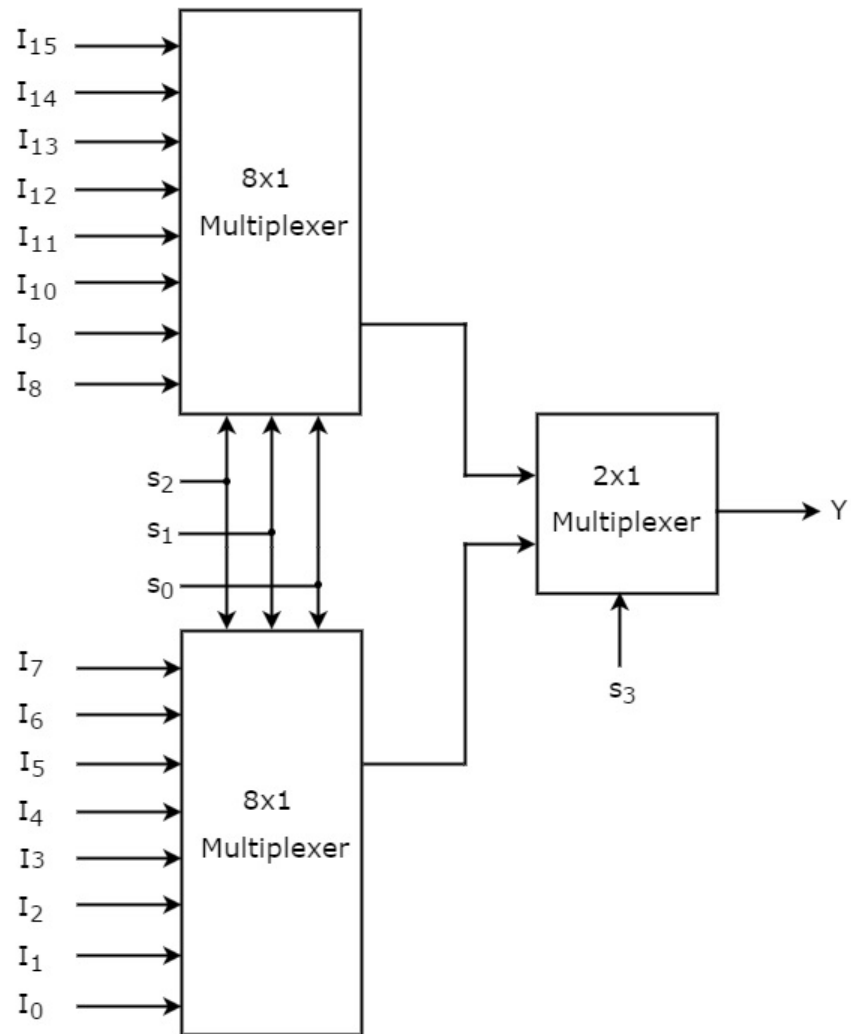 I15
I14
I13
I12
I11
I10
I9
I8
8x1
Multiplexer
s2
s1
s0
2x1
Multiplexer
Y
s3
I7
I6
I5
I4
I3
I2
I1
I0
8x1
Multiplexer